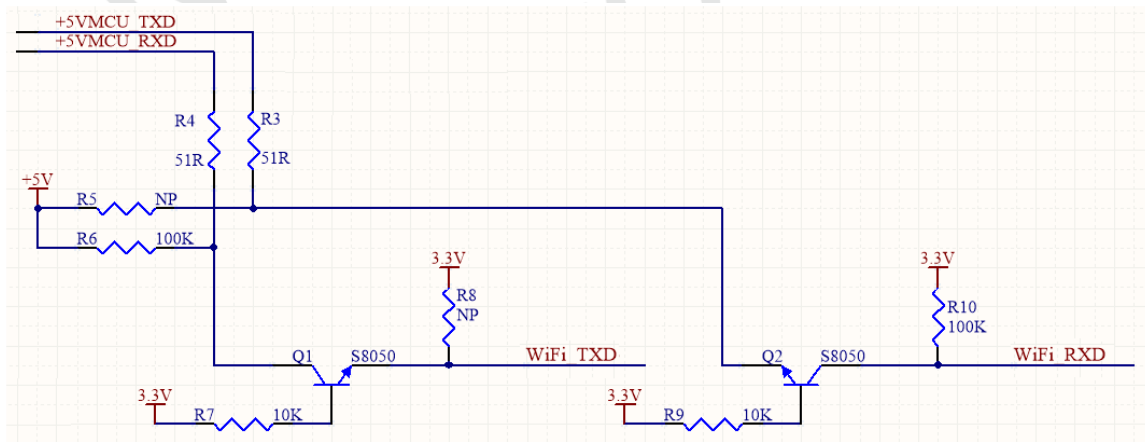 +5VMCU_TXD
+5VMCU_RXD
R4
R3
51R
51R
+5V
R5
NP
R6
100K
3.3V
3.3V
R8
NP
R10
100K
Q1
S8050
WiFi_TXD
Q2
S8050
WiFi_RXD
3.3V
3.3V
R7
10K
R9
10K